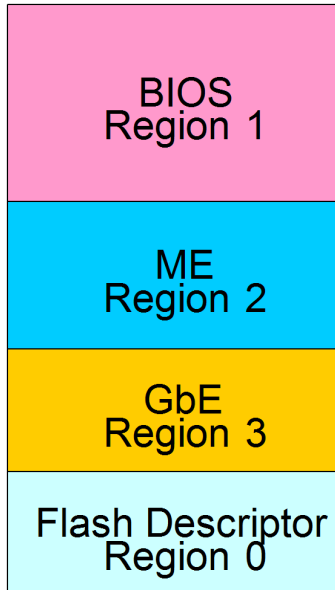 BIOS
Region 1
ME
Region 2
GbE
Region 3
Flash Descriptor
Region 0